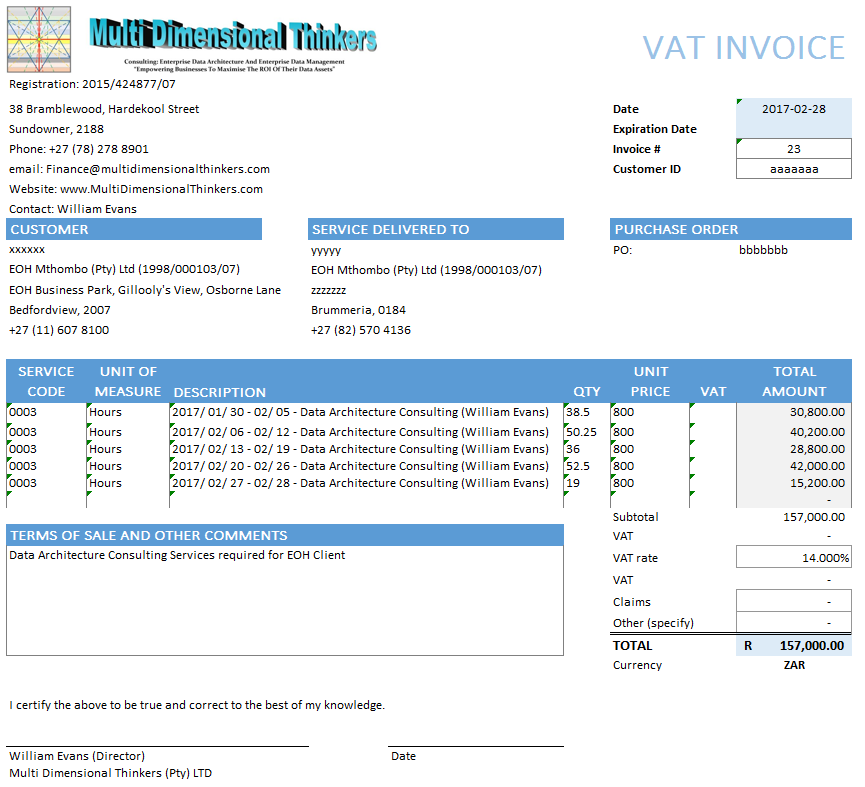 Multi Dimensional Thinkers
VAT INVOICE
Consulting: Enterprise Data Architecture And Enterprise Data Management
"Empowering Businesses To Maximise The ROI Of Their Data Assets"
Registration: 2015/424877/07
38 Bramblewood, Hardekool Street
Date 2017-02-28
Sundowner, 2188
Expiration Date
Phone: +27 (78) 278 8901
Invoice # 23
email: Finance@multidimensionalthinkers.com
Customer ID aaaaaaa
Website: www.MultiDimensionalThinkers.com
Contact: William Evans
CUSTOMER SERVICE DELIVERED TO PURCHASE ORDER
xxxxxx yyyyy PO: bbbbbbb
EOH Mthombo (Pty) Ltd (1998/000103/07) EOH Mthombo (Pty) Ltd (1998/000103/07)
EOH Business Park, Gillooly's View, Osborne Lane zzzzzzz
Bedfordview, 2007 Brummeria, 0184
+27 (11) 607 8100 +27 (82) 570 4136
SERVICE UNIT OF UNIT TOTAL
CODE MEASURE DESCRIPTION QTY PRICE VAT AMOUNT
0003 Hours 2017/ 01/ 30 - 02/ 05 - Data Architecture Consulting (William Evans) 38.5 800 30,800.00
0003 Hours 2017/ 02/ 06 - 02/ 12 - Data Architecture Consulting (William Evans) 50.25 800 40,200.00
0003 Hours 2017/ 02/ 13 - 02/ 19 - Data Architecture Consulting (William Evans) 36 800 28,800.00
0003 Hours 2017/ 02/ 20 - 02/ 26 - Data Architecture Consulting (William Evans) 52.5 800 42,000.00
0003 Hours 2017/ 02/ 27 - 02/ 28 - Data Architecture Consulting (William Evans) 19 800 15,200.00
-
Subtotal 157,000.00
TERMS OF SALE AND OTHER COMMENTS
VAT -
Data Architecture Consulting Services required for EOH Client
VAT rate 14.000%
VAT -
Claims -
Other (specify) -
TOTAL R 157,000.00
Currency ZAR
I certify the above to be true and correct to the best of my knowledge.
William Evans (Director) Date
Multi Dimensional Thinkers (Pty) LTD